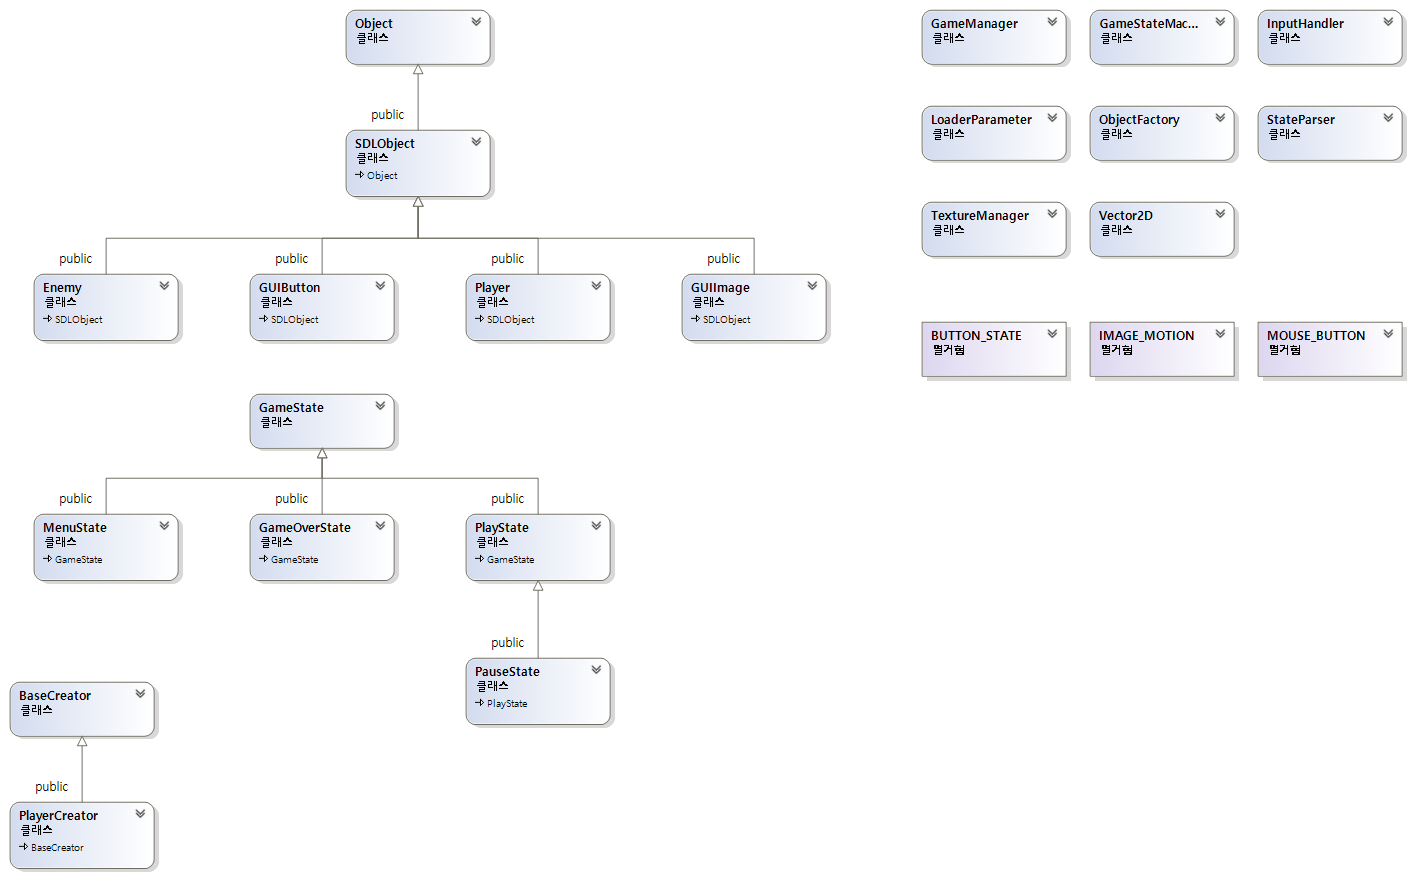 Object
클래스
public
SDLObject
클래스
Object
public
public
public
public
Enemy
클래스
SDLObject
GUIButton
클래스
SDLObject
Player
클래스
SDLObject
GUIImage
클래스
SDLObject
GameState
클래스
public
public
public
MenuState
클래스
GameState
GameOverState
클래스
GameState
PlayState
클래스
GameState
public
PauseState
클래스
PlayState
BaseCreator
클래스
public
PlayerCreator
클래스
BaseCreator
GameManager
클래스
GameStateMac...
클래스
InputHandler
클래스
LoaderParameter
클래스
ObjectFactory
클래스
StateParser
클래스
TextureManager
클래스
Vector2D
클래스
BUTTON_STATE
열거형
IMAGE_MOTION
열거형
MOUSE_BUTTON
열거형